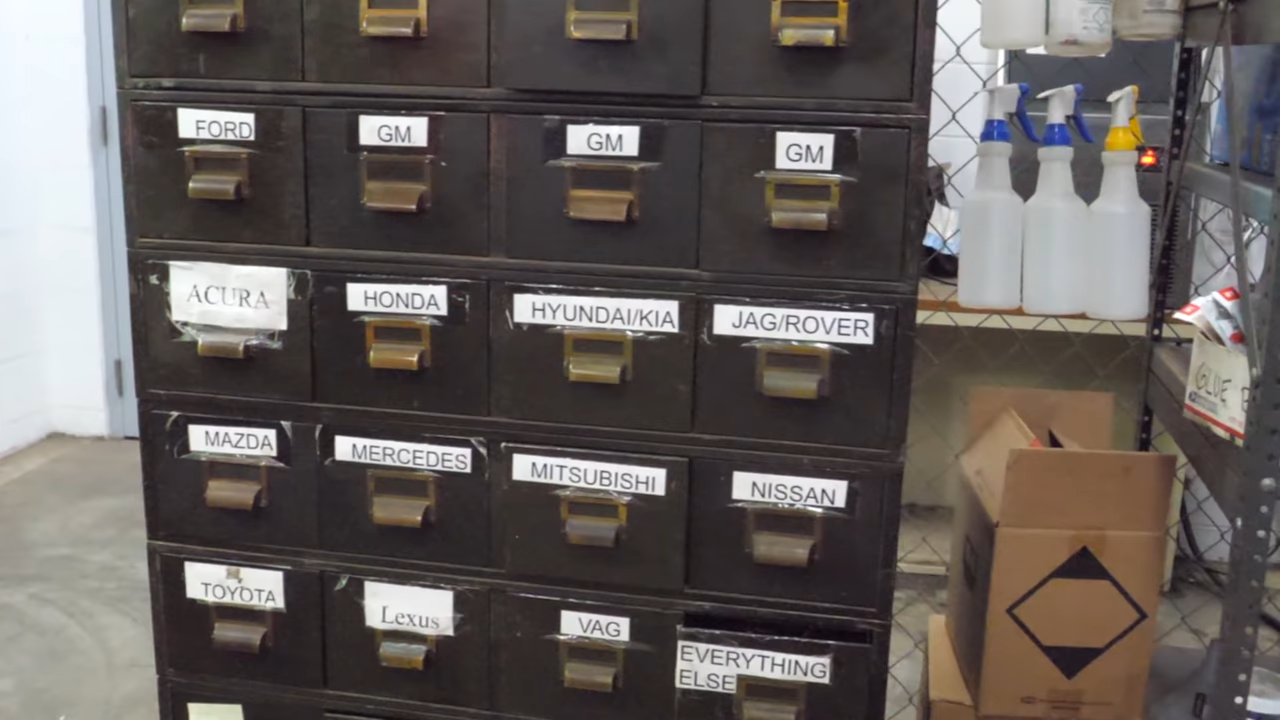 FORD
GM
GM
GM
ACURA
HONDA
HYUNDAI/KIA
JAG/ROVER
MAZDA
MERCEDES
MITSUBISHI
NISSAN
TOYOTA
Lexus
VAG
EVERYTHING
ELSE
GLUE